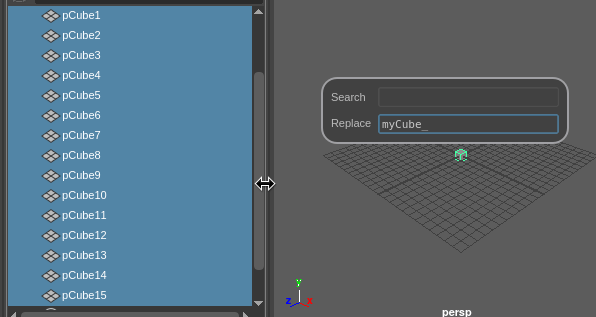 pCube1
pCube2
pCube3
pCube4
pCube5
pCube6
pCube7
pCube8
pCube9
pCube10
pCube11
pCube12
pCube13
pCube14
pCube15
Search
Replace myCube_
y
z x
persp